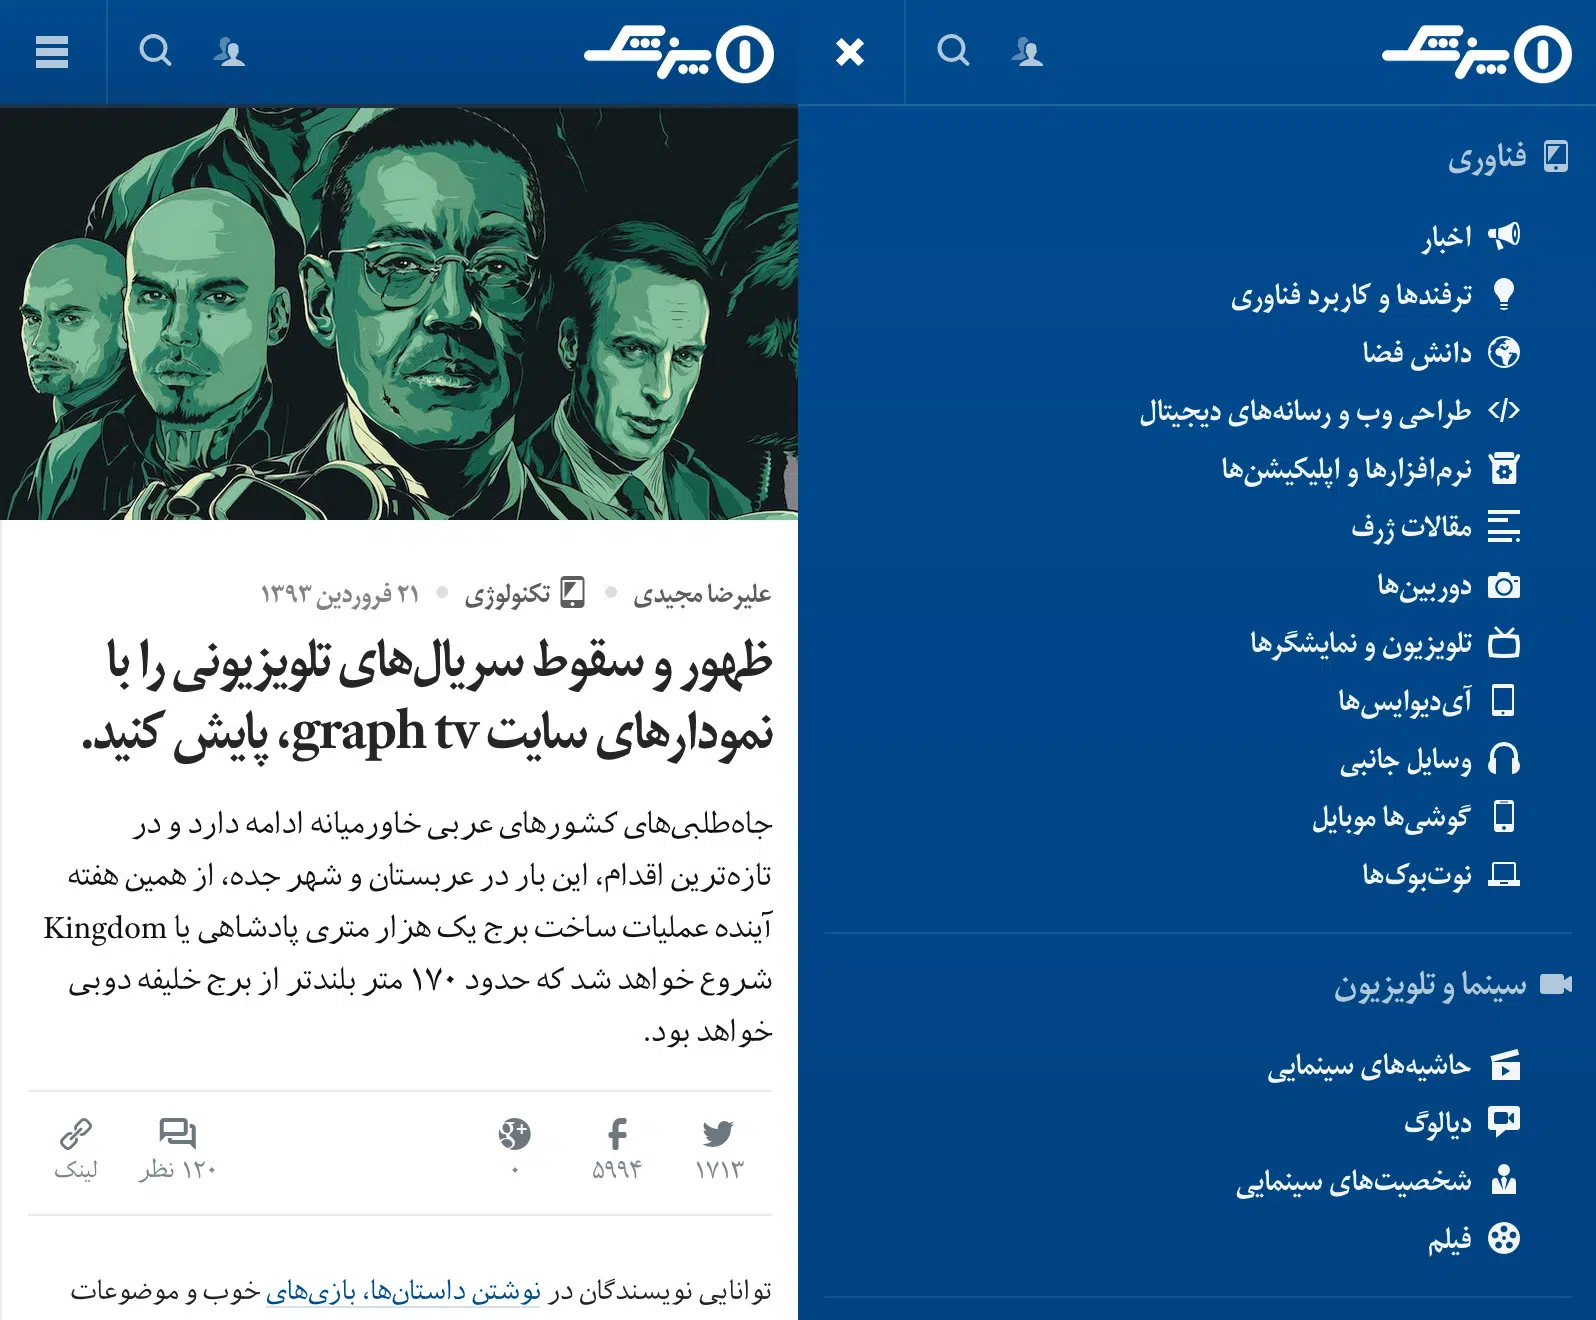 ۱پزشک
علیرضا مجیدی • تکنولوژی • ۲۱ فروردین ۱۳۹۳
ظهور و سقوط سریال‌های تلویزیونی را با
نمودارهای سایت graph tv، پایش کنید.
جاه‌طلبی‌های کشورهای عربی خاورمیانه ادامه دارد و در
تازه‌ترین اقدام، این بار در عربستان و شهر جده، از همین هفته
آینده عملیات ساخت برج یک هزار متری پادشاهی یا Kingdom
شروع خواهد شد که حدود ۱۷۰ متر بلندتر از برج خلیفه دوبی
خواهد بود.
۱۷۱۳ ۵۹۹۴ ۰ ۱۲۰ نظر لینک
توانایی نویسندگان در نوشتن داستان‌ها، بازی‌های خوب و موضوعات
۱پزشک
فناوری
اخبار
ترفندها و کاربرد فناوری
دانش فضا
طراحی وب و رسانه‌های دیجیتال
نرم‌افزارها و اپلیکیشن‌ها
مقالات ژرف
دوربین‌ها
تلویزیون و نمایشگرها
آی‌دیوایس‌ها
وسایل جانبی
گوشی‌ها موبایل
نوت‌بوک‌ها
سینما و تلویزیون
حاشیه‌های سینمایی
دیالوگ
شخصیت‌های سینمایی
فیلم